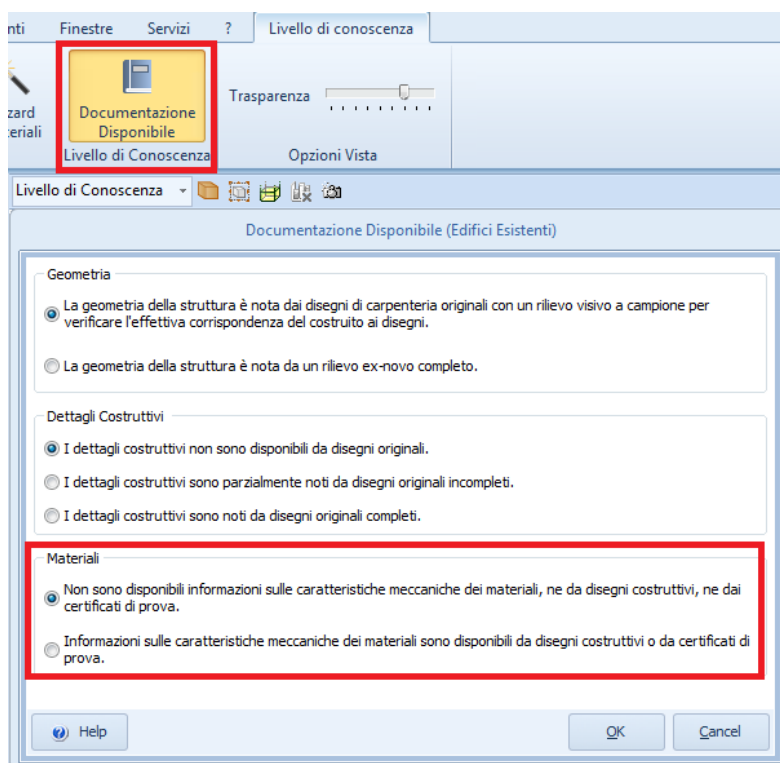 nti Finestre Servizi ? Livello di conoscenza
zard
teriali
Documentazione
Disponibile
Livello di Conoscenza
Trasparenza
Opzioni Vista
Livello di Conoscenza
Documentazione Disponibile (Edifici Esistenti)
Geometria
La geometria della struttura è nota dai disegni di carpenteria originali con un rilievo visivo a campione per
verificare l'effettiva corrispondenza del costruito ai disegni.
La geometria della struttura è nota da un rilievo ex-novo completo.
Dettagli Costruttivi
I dettagli costruttivi non sono disponibili da disegni originali.
I dettagli costruttivi sono parzialmente noti da disegni originali incompleti.
I dettagli costruttivi sono noti da disegni originali completi.
Materiali
Non sono disponibili informazioni sulle caratteristiche meccaniche dei materiali, ne da disegni costruttivi, ne dai
certificati di prova.
Informazioni sulle caratteristiche meccaniche dei materiali sono disponibili da disegni costruttivi o da certificati di
prova.
Help OK Cancel